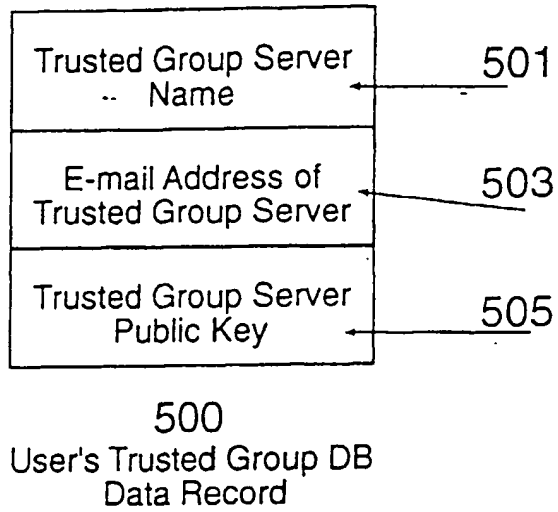 Trusted Group Server
Name
501
E-mail Address of
Trusted Group Server
503
Trusted Group Server
Public Key
505
500
User's Trusted Group DB
Data Record